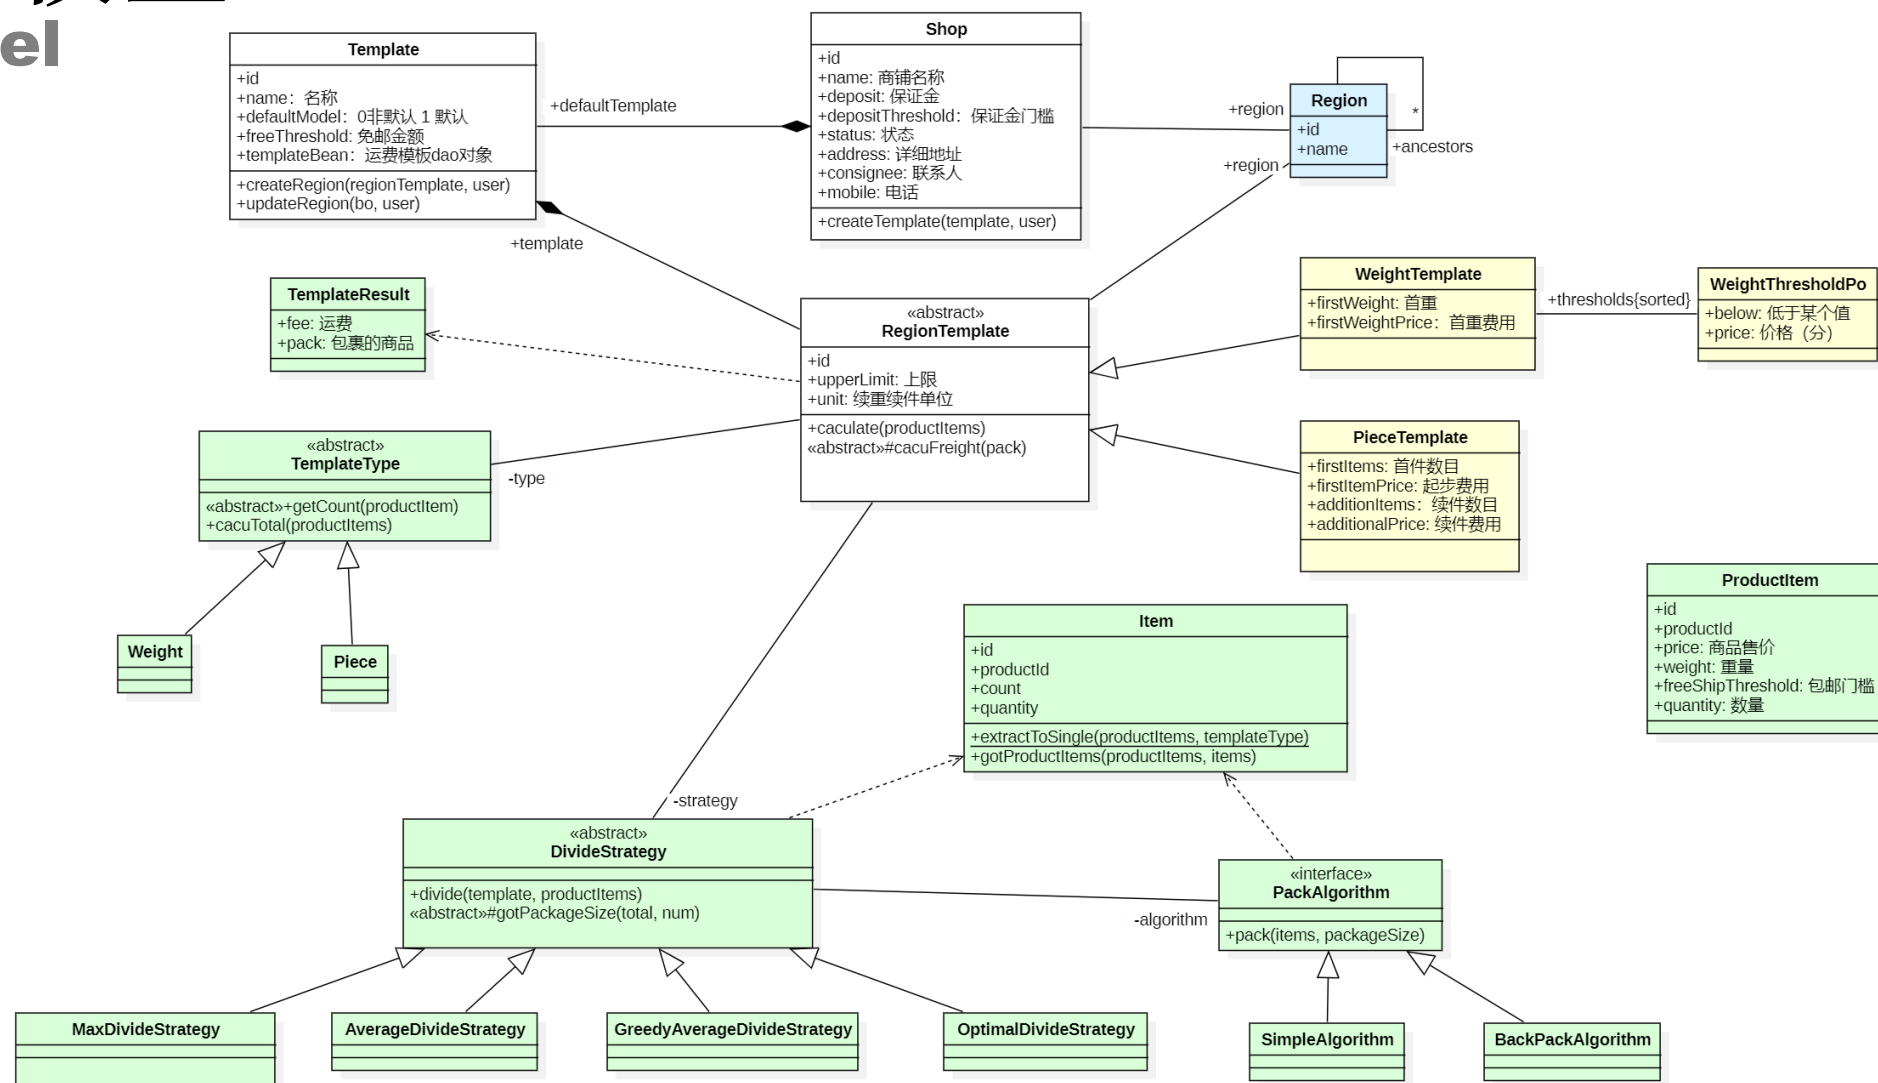 el
Template
+id
+name：名称
+defaultModel：0非默认 1 默认
+freeThreshold: 免邮金额
+templateBean：运费模板dao对象
+createRegion(regionTemplate, user)
+updateRegion(bo, user)
+defaultTemplate
Shop
+id
+name: 商铺名称
+deposit: 保证金
+depositThreshold：保证金门槛
+status: 状态
+address: 详细地址
+consignee: 联系人
+mobile: 电话
+createTemplate(template, user)
+region
Region
+id
+name
*
+ancestors
+region
+template
TemplateResult
+fee: 运费
+pack: 包裹的商品
«abstract»
RegionTemplate
+id
+upperLimit: 上限
+unit: 续重续件单位
+caculate(productItems)
«abstract»#cacuFreight(pack)
WeightTemplate
+firstWeight: 首重
+firstWeightPrice：首重费用
+thresholds{sorted}
WeightThresholdPo
+below: 低于某个值
+price: 价格（分）
«abstract»
TemplateType
«abstract»+getCount(productItem)
+cacuTotal(productItems)
-type
PieceTemplate
+firstItems: 首件数目
+firstItemPrice: 起步费用
+additionItems：续件数目
+additionalPrice: 续件费用
Weight
Piece
Item
+id
+productId
+count
+quantity
+extractToSingle(productItems, templateType)
+gotProductItems(productItems, items)
ProductItem
+id
+productId
+price: 商品售价
+weight: 重量
+freeShipThreshold: 包邮门槛
+quantity: 数量
-strategy
«abstract»
DivideStrategy
+divide(template, productItems)
«abstract»#gotPackageSize(total, num)
-algorithm
«interface»
PackAlgorithm
+pack(items, packageSize)
MaxDivideStrategy
AverageDivideStrategy
GreedyAverageDivideStrategy
OptimalDivideStrategy
SimpleAlgorithm
BackPackAlgorithm